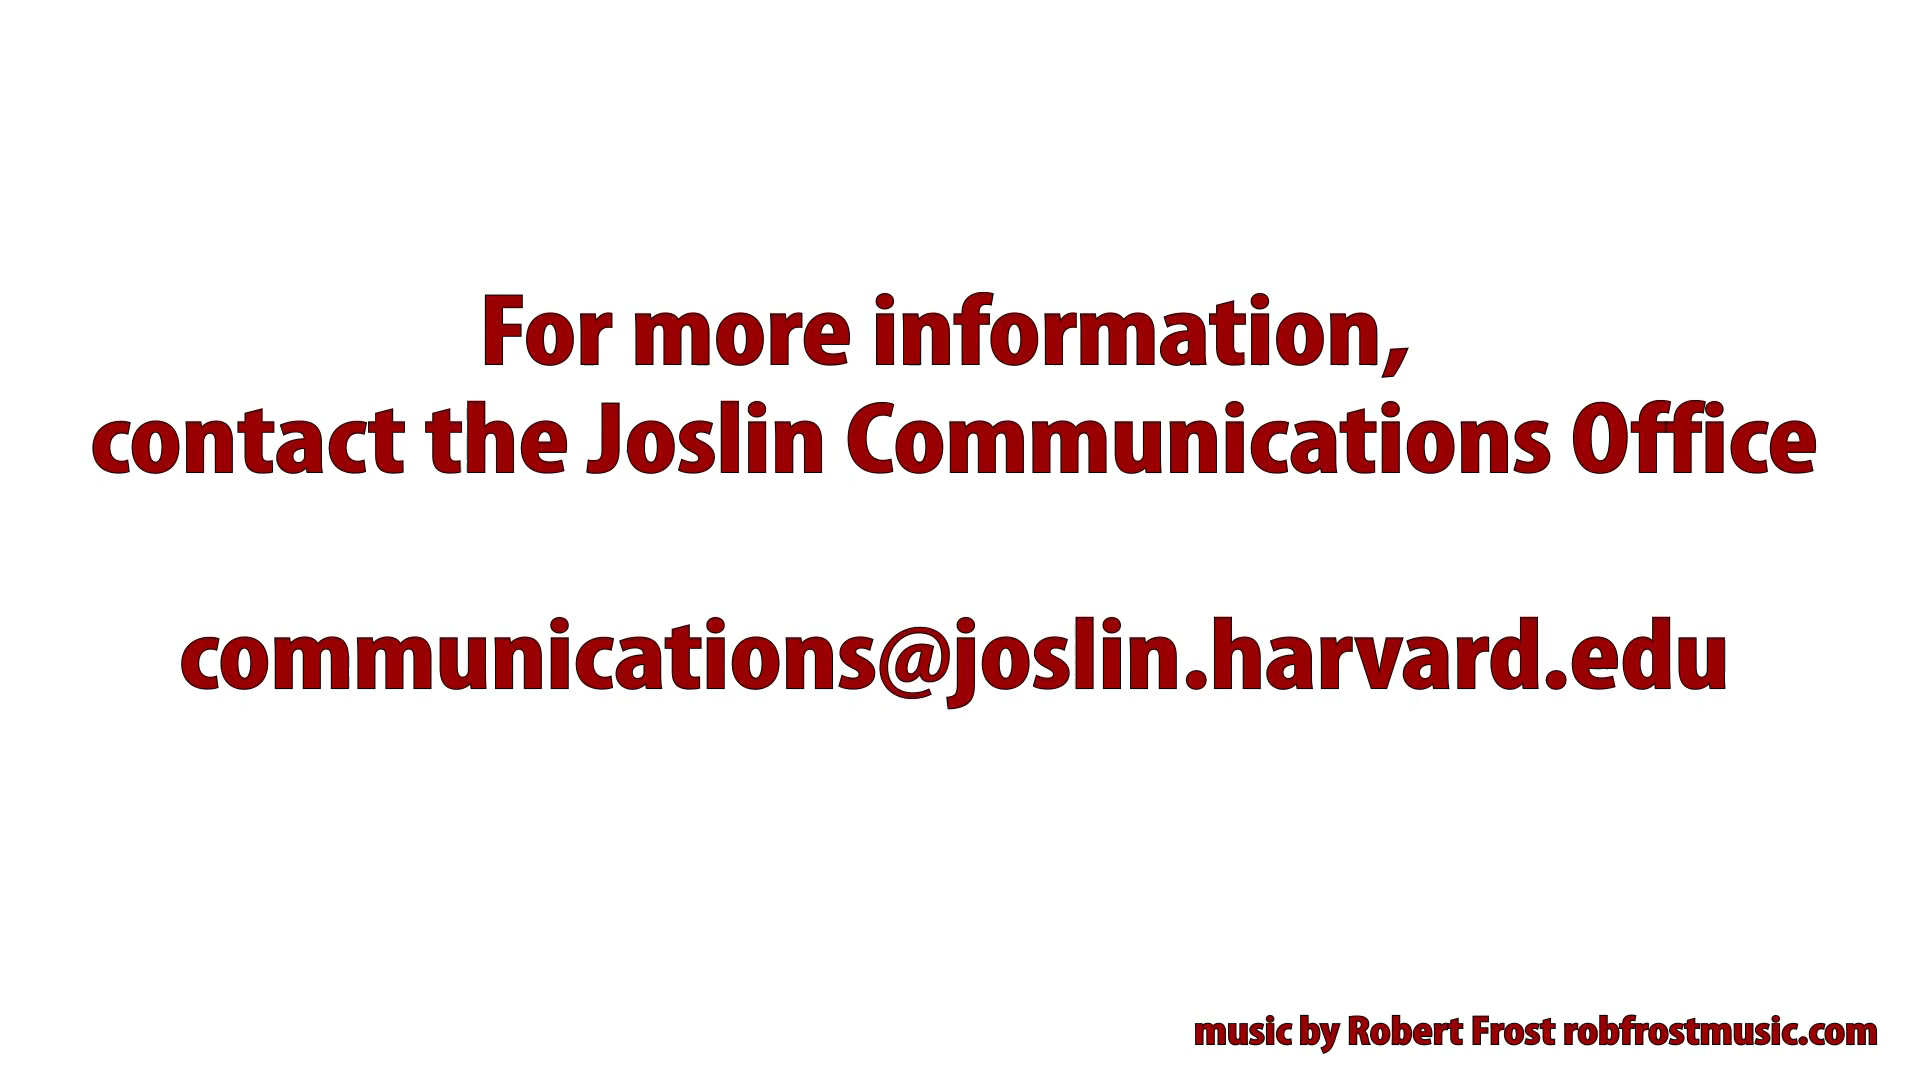 For more information,
contact the Joslin Communications Office
communications@joslin.harvard.edu
music by Robert Frost robfrostmusic.com